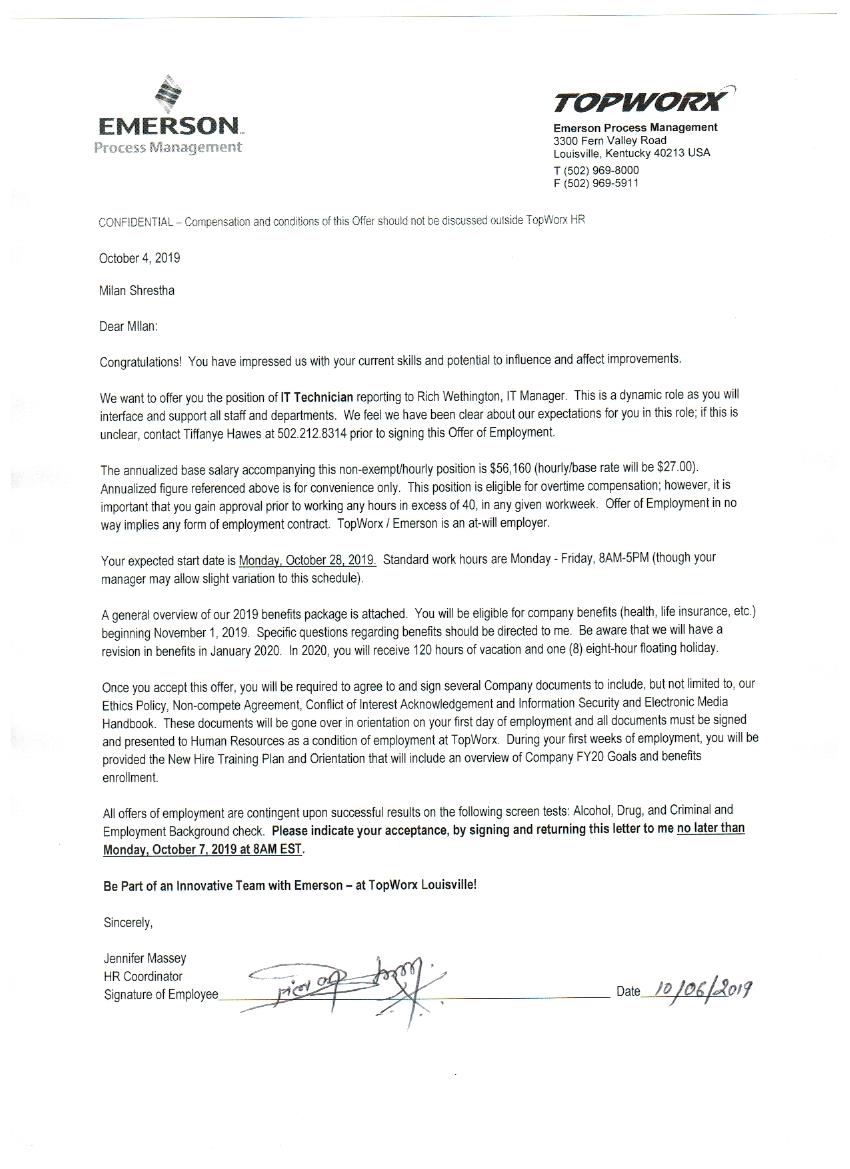 EMERSON
Process Management
TOPWORX
Emerson Process Management
3300 Fern Valley Road
Louisville, Kentucky 40213 USA
T (502) 969-8000
F (502) 969-5911
CONFIDENTIAL – Compensation and conditions of this Offer should not be discussed outside TopWorx HR
October 4, 2019
Milan Shrestha
Dear MIlan:
Congratulations! You have impressed us with your current skills and potential to influence and affect improvements.
We want to offer you the position of IT Technician reporting to Rich Wethington, IT Manager. This is a dynamic role as you will
interface and support all staff and departments. We feel we have been clear about our expectations for you in this role; if this is
unclear, contact Tiffanye Hawes at 502.212.8314 prior to signing this Offer of Employment.
The annualized base salary accompanying this non-exempt/hourly position is $56,160 (hourly/base rate will be $27.00).
Annualized figure referenced above is for convenience only. This position is eligible for overtime compensation; however, it is
important that you gain approval prior to working any hours in excess of 40, in any given workweek. Offer of Employment in no
way implies any form of employment contract. TopWorx / Emerson is an at-will employer.
Your expected start date is Monday, October 28, 2019. Standard work hours are Monday - Friday, 8AM-5PM (though your
manager may allow slight variation to this schedule).
A general overview of our 2019 benefits package is attached. You will be eligible for company benefits (health, life insurance, etc.)
beginning November 1, 2019. Specific questions regarding benefits should be directed to me. Be aware that we will have a
revision in benefits in January 2020. In 2020, you will receive 120 hours of vacation and one (8) eight-hour floating holiday.
Once you accept this offer, you will be required to agree to and sign several Company documents to include, but not limited to, our
Ethics Policy, Non-compete Agreement, Conflict of Interest Acknowledgement and Information Security and Electronic Media
Handbook. These documents will be gone over in orientation on your first day of employment and all documents must be signed
and presented to Human Resources as a condition of employment at TopWorx. During your first weeks of employment, you will be
provided the New Hire Training Plan and Orientation that will include an overview of Company FY20 Goals and benefits
enrollment.
All offers of employment are contingent upon successful results on the following screen tests: Alcohol, Drug, and Criminal and
Employment Background check. Please indicate your acceptance, by signing and returning this letter to me no later than
Monday, October 7, 2019 at 8AM EST.
Be Part of an Innovative Team with Emerson – at TopWorx Louisville!
Sincerely,
Jennifer Massey
HR Coordinator
Signature of Employee Date 10/06/2019